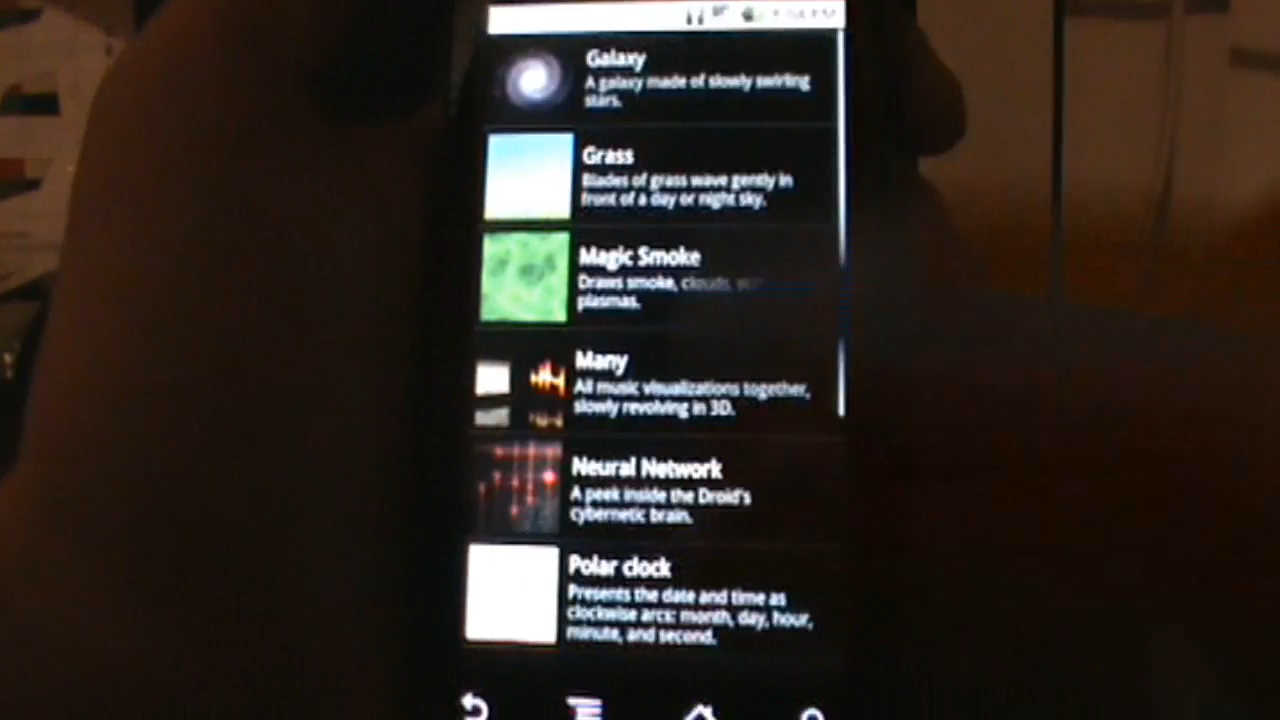 Galaxy
A galaxy made of slowly swirling
stars.
Grass
Blades of grass wave gently in
front of a day or night sky.
Magic Smoke
Draws smoke, clouds,
plasmas.
Many
All music visualizations together,
slowly revolving in 3D.
Neural Network
A peek inside the Droid's
cybernetic brain.
Polar clock
Presents the date and time as
clockwise arcs: month, day, hour,
minute, and second.